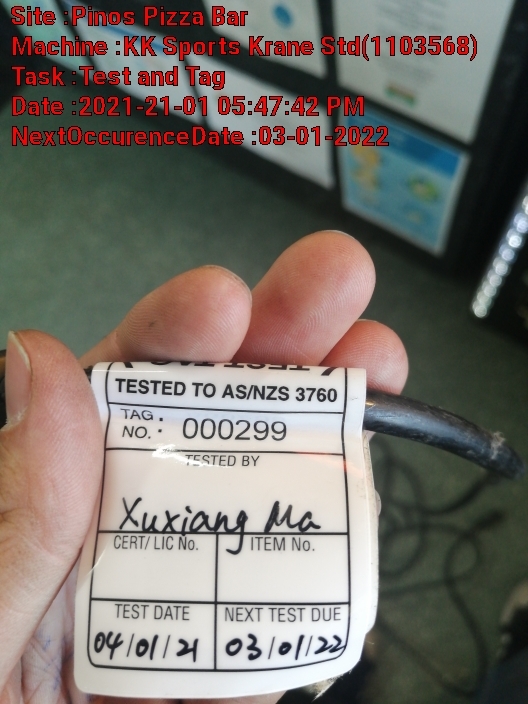 Site :Pinos Pizza Bar
Machine :KK Sports Krane Std(1103568)
Task :Test and Tag
Date :2021-21-01 05:47:42 PM
NextOccurenceDate :03-01-2022
TESTED TO AS/NZS 3760
TAG NO. : 000299
TESTED BY
Xuxiang Ma
CERT/ LIC No. ITEM No.
TEST DATE NEXT TEST DUE
04/01/21 03/01/22